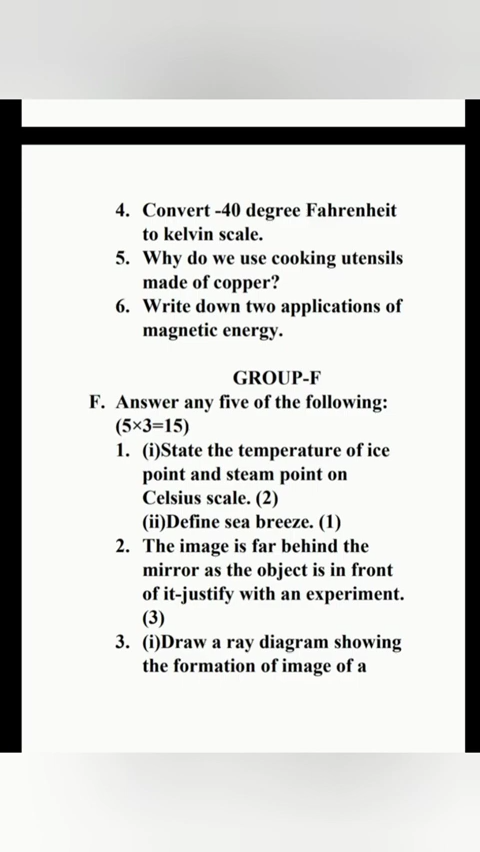 4. Convert -40 degree Fahrenheit
to kelvin scale.
5. Why do we use cooking utensils
made of copper?
6. Write down two applications of
magnetic energy.
GROUP-F
F. Answer any five of the following:
(5×3=15)
1. (i)State the temperature of ice
point and steam point on
Celsius scale. (2)
(ii)Define sea breeze. (1)
2. The image is far behind the
mirror as the object is in front
of it-justify with an experiment.
(3)
3. (i)Draw a ray diagram showing
the formation of image of a